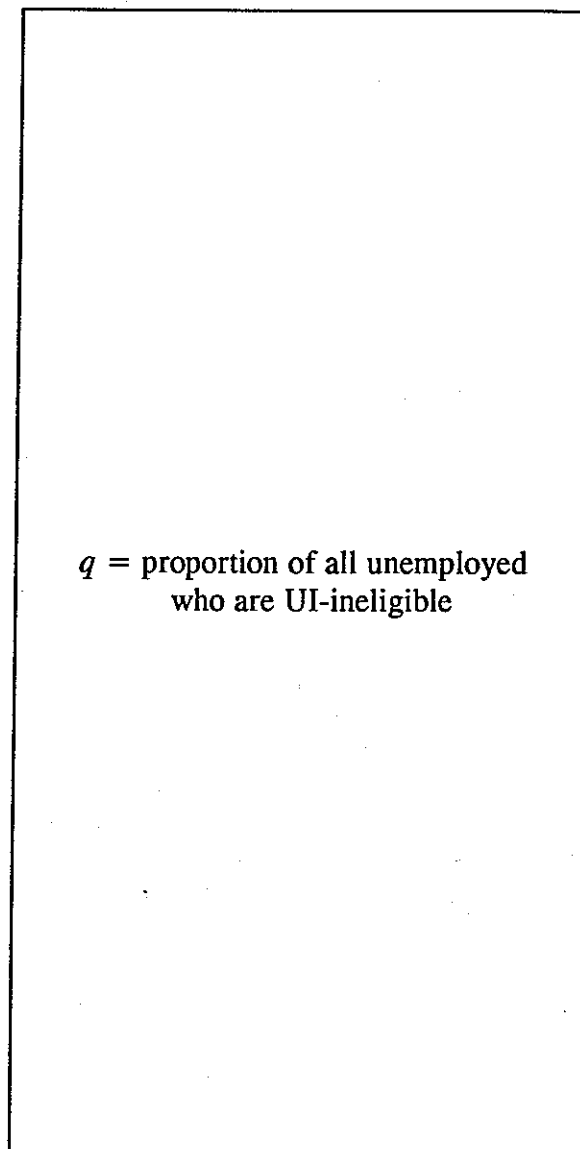 q = proportion of all unemployed
who are UI-ineligible